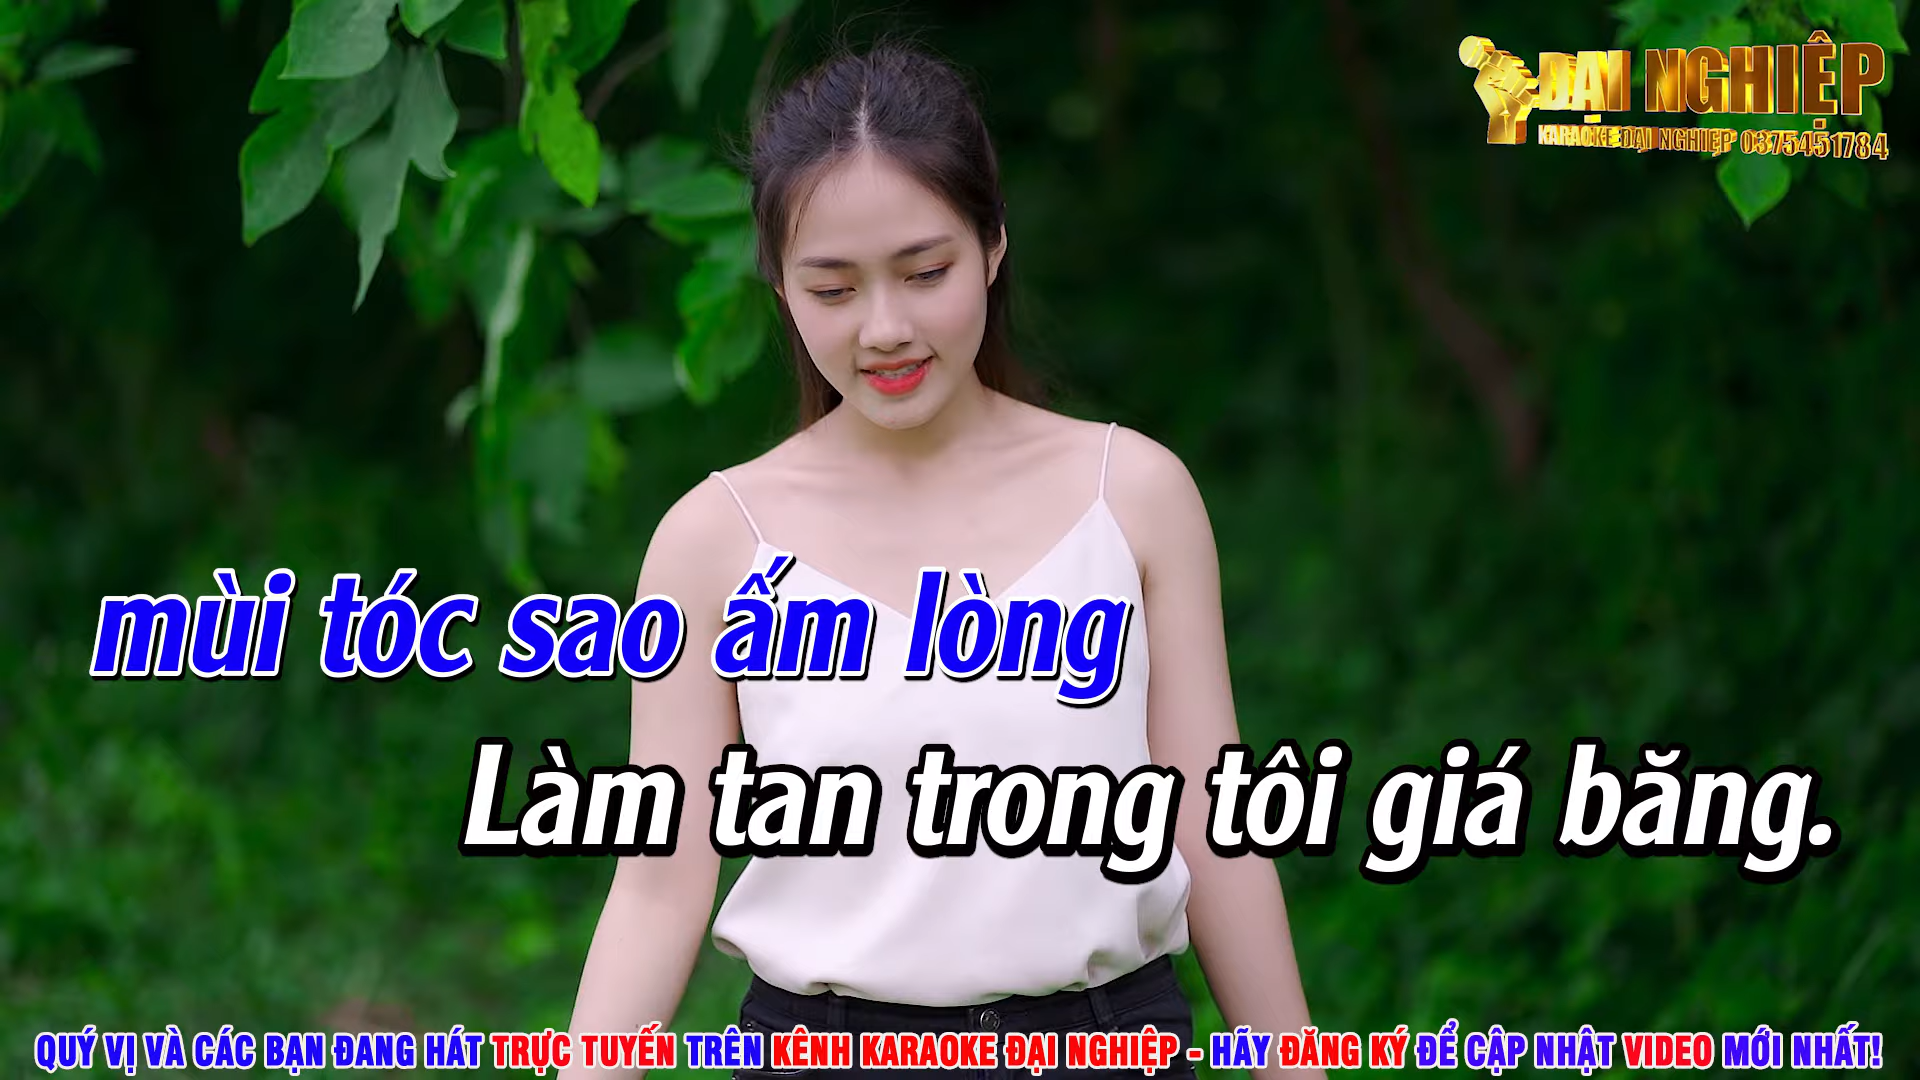 ĐẠI NGHIỆP
KARAOKE ĐẠI NGHIỆP 0375451784
mùi tóc sao ấm lòng
Làm tan trong tôi giá băng.
QUÝ VỊ VÀ CÁC BẠN ĐANG HÁT TRỰC TUYẾN TRÊN KÊNH KARAOKE ĐẠI NGHIỆP - HÃY ĐĂNG KÝ ĐỂ CẬP NHẬT VIDEO MỚI NHẤT!